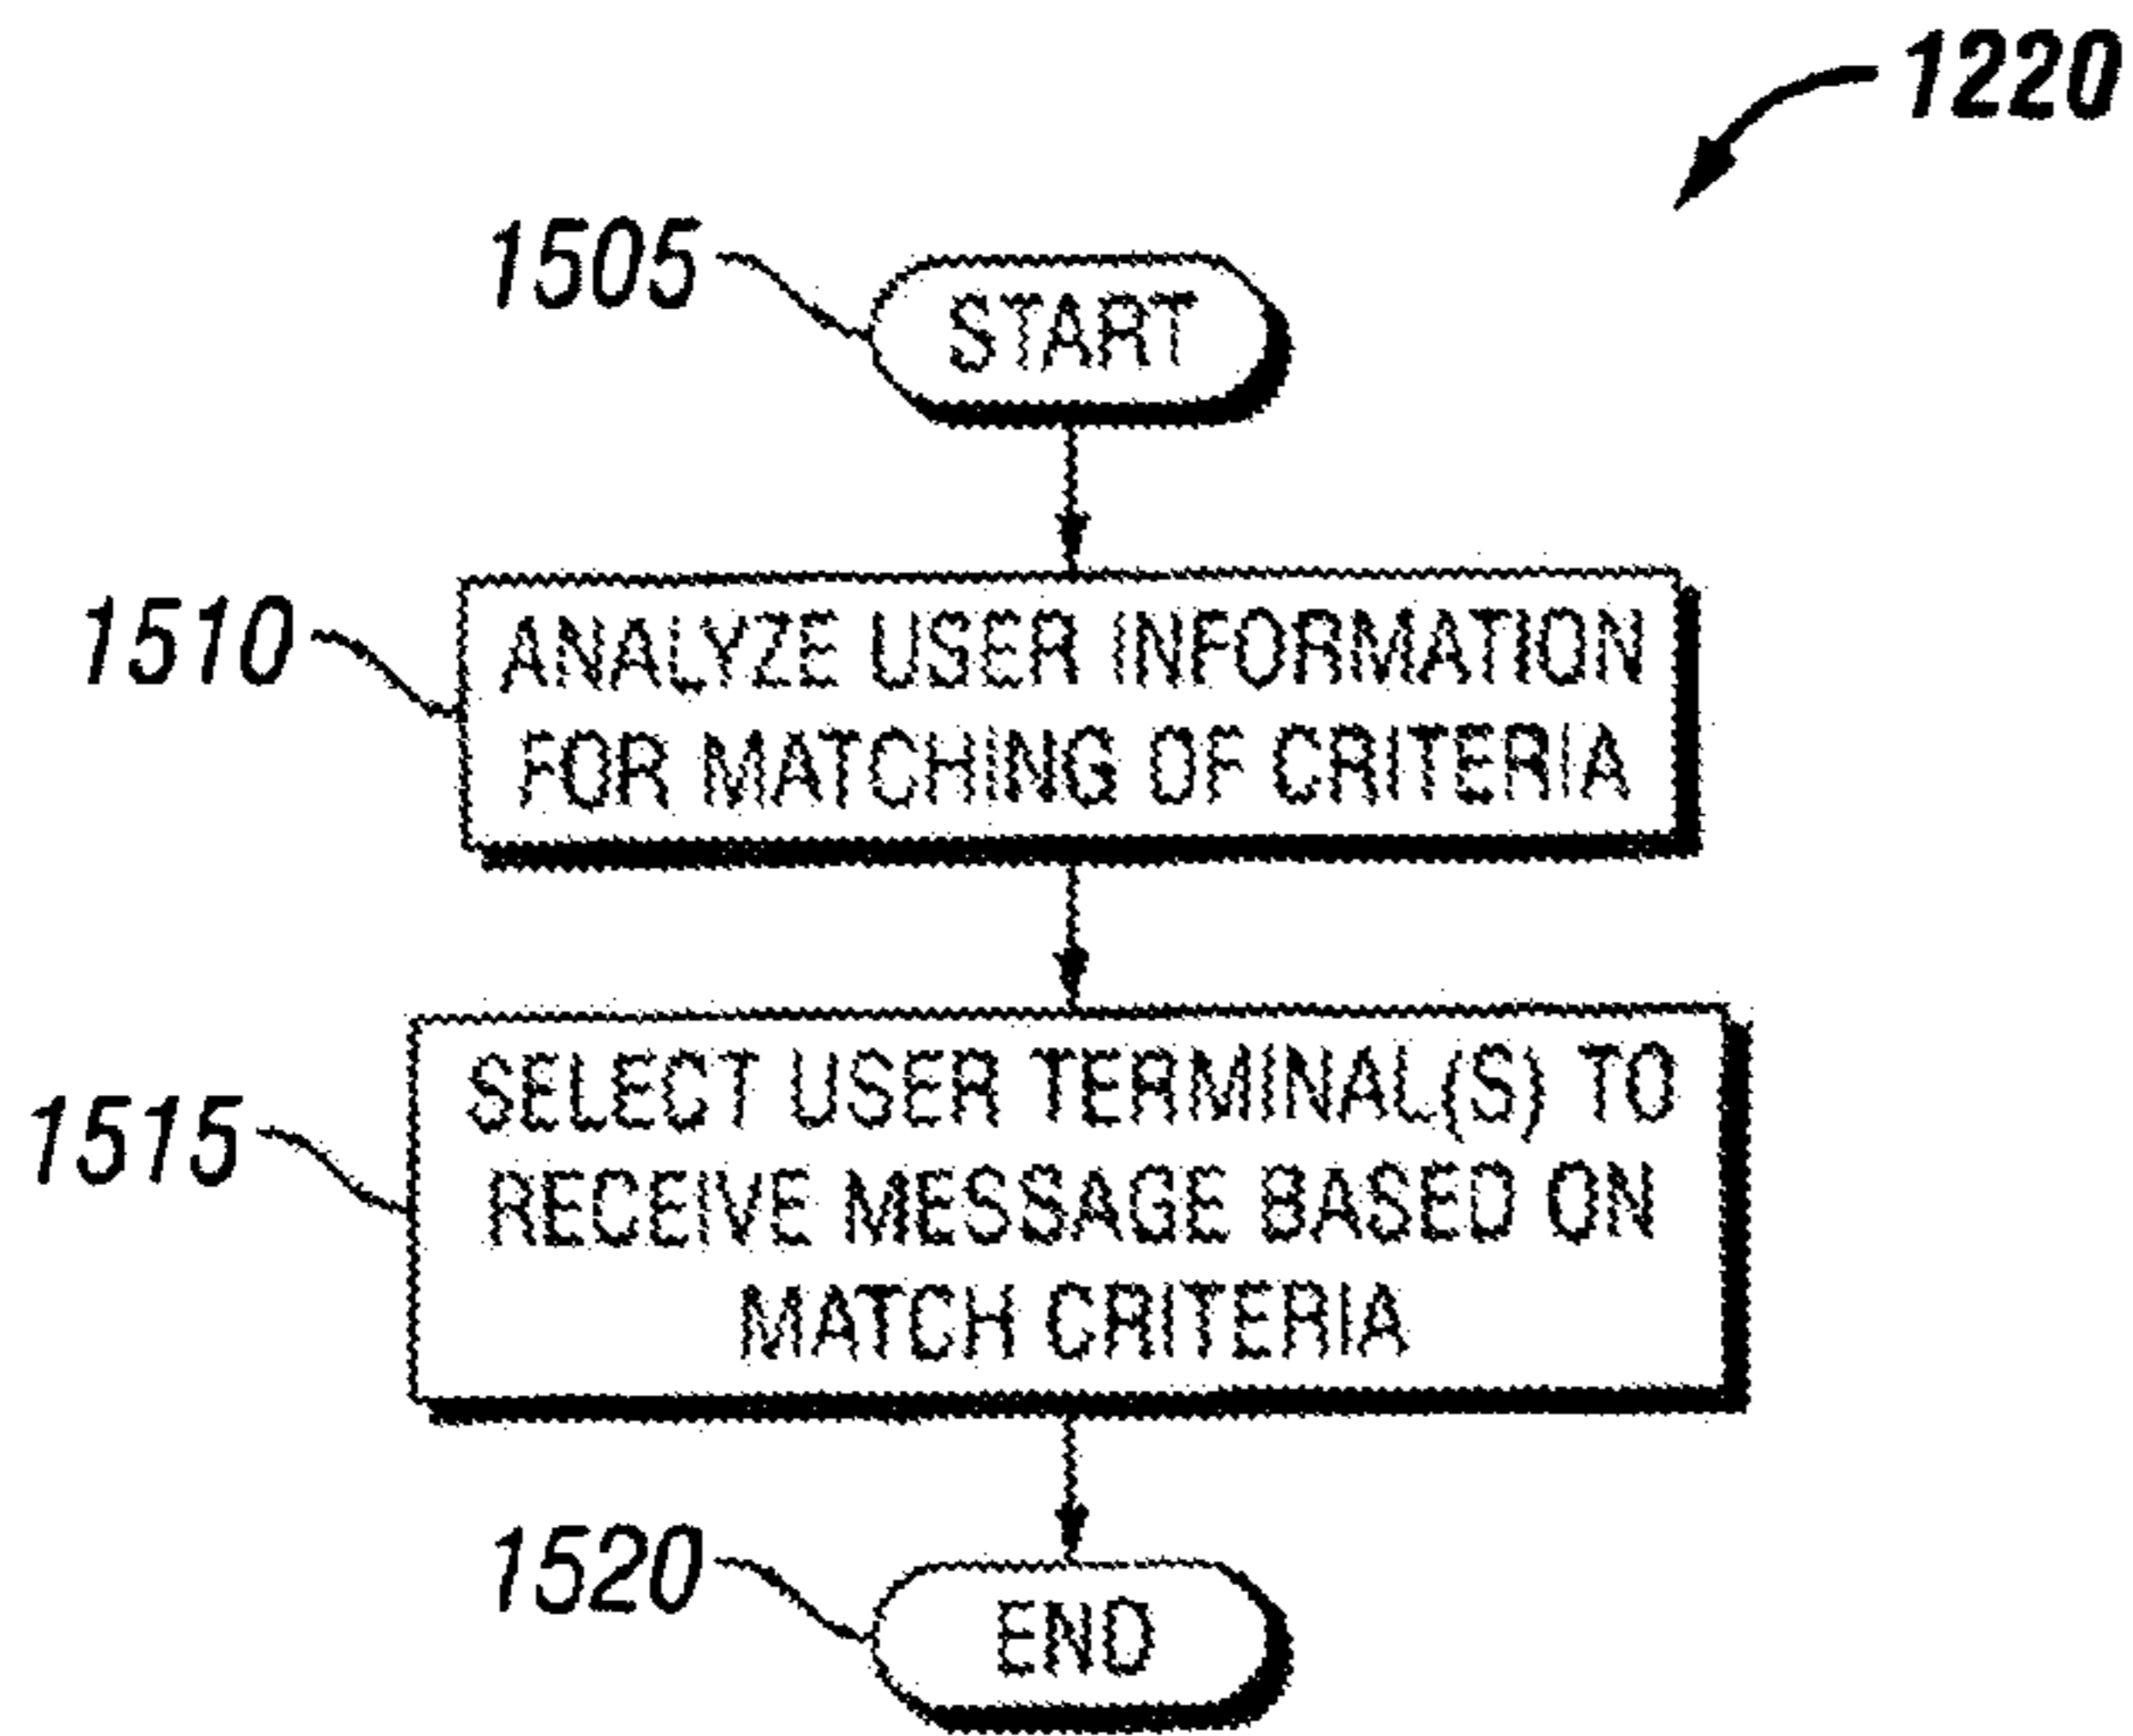 1220
1505
START
1510
ANALYZE USER INFORMATION
FOR MATCHING OF CRITERIA
1515
SELECT USER TERMINAL(S) TO
RECEIVE MESSAGE BASED ON
MATCH CRITERIA
1520
END